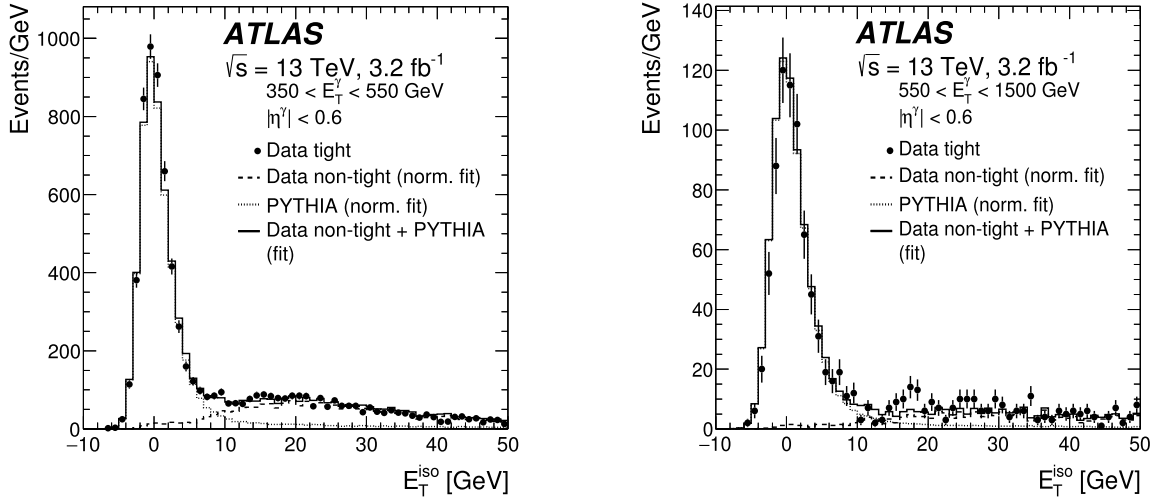 Events/GeV
1000
800
600
400
200
0
ATLAS
√s = 13 TeV, 3.2 fb⁻¹
350 < E_T^γ < 550 GeV
|η^γ| < 0.6
Data tight
Data non-tight (norm. fit)
PYTHIA (norm. fit)
Data non-tight + PYTHIA
(fit)
−10 0 10 20 30 40 50
E_T^iso [GeV]
Events/GeV
140
120
100
80
60
40
20
0
ATLAS
√s = 13 TeV, 3.2 fb⁻¹
550 < E_T^γ < 1500 GeV
|η^γ| < 0.6
Data tight
Data non-tight (norm. fit)
PYTHIA (norm. fit)
Data non-tight + PYTHIA
(fit)
−10 0 10 20 30 40 50
E_T^iso [GeV]